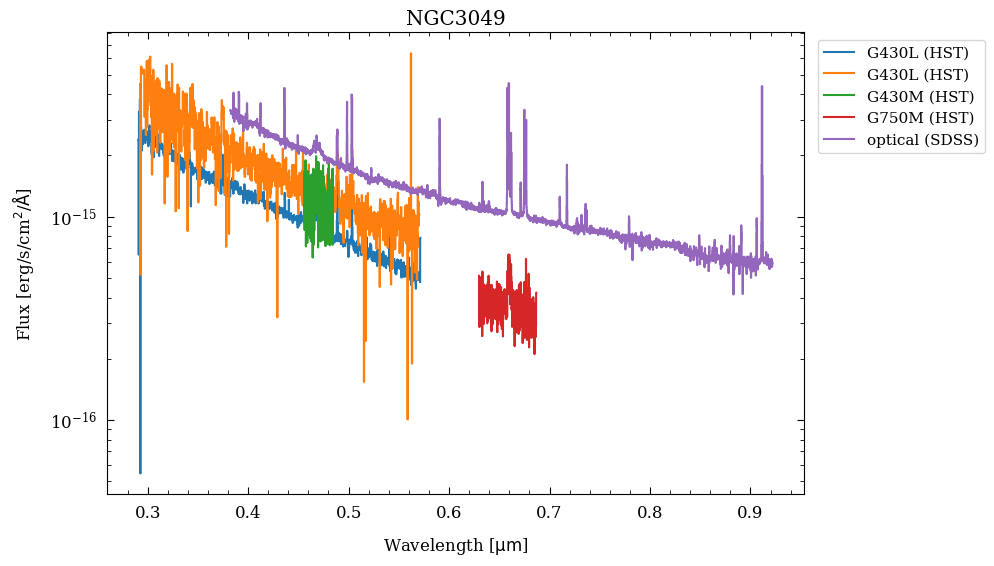 NGC3049
G430L (HST)
G430L (HST)
G430M (HST)
G750M (HST)
optical (SDSS)
Flux [erg/s/cm²/Å]
10⁻¹⁵
10⁻¹⁶
0.3 0.4 0.5 0.6 0.7 0.8 0.9
Wavelength [μm]